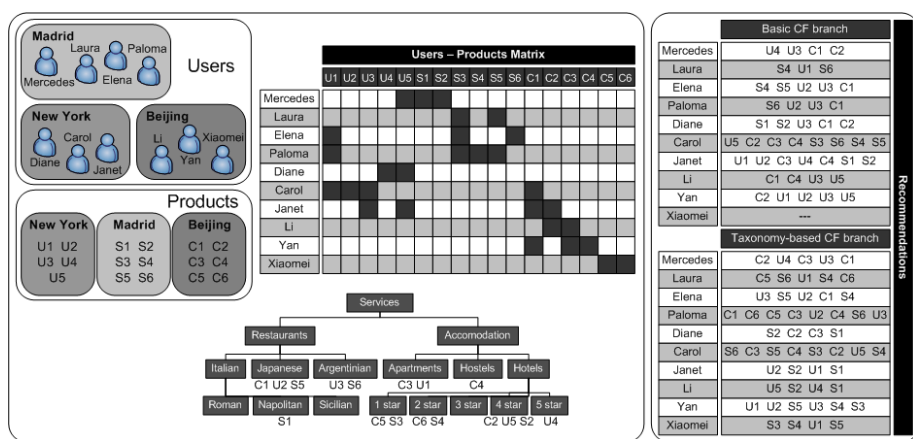 Madrid
Mercedes
Laura
Elena
Paloma
Users
New York
Diane
Carol
Janet
Beijing
Li
Yan
Xiaomei
Products
New York
U1 U2
U3 U4
U5
Madrid
S1 S2
S3 S4
S5 S6
Beijing
C1 C2
C3 C4
C5 C6
Users – Products Matrix
U1 U2 U3 U4 U5 S1 S2 S3 S4 S5 S6 C1 C2 C3 C4 C5 C6
Mercedes
Laura
Elena
Paloma
Diane
Carol
Janet
Li
Yan
Xiaomei
Services
Restaurants
Accomodation
Italian
Japanese
Argentinian
Apartments
Hostels
Hotels
C1 U2 S5
U3 S6
C3 U1
C4
Roman
Napolitan
Sicilian
1 star
2 star
3 star
4 star
5 star
S1
C5 S3
C6 S4
C2 U5 S2
U4
Basic CF branch
Mercedes U4 U3 C1 C2
Laura S4 U1 S6
Elena S4 S5 U2 U3 C1
Paloma S6 U2 U3 C1
Diane S1 S2 U3 C1 C2
Carol U5 C2 C3 C4 S3 S6 S4 S5
Janet U1 U2 C3 U4 C4 S1 S2
Li C1 C4 U3 U5
Yan C2 U1 U2 U3 U5
Xiaomei ---
Taxonomy-based CF branch
Mercedes C2 U4 C3 U3 C1
Laura C5 S6 U1 S4 C6
Elena U3 S5 U2 C1 S4
Paloma C1 C6 C5 C3 U2 C4 S6 U3
Diane S2 C2 C3 S1
Carol S6 C3 S5 C4 S3 C2 U5 S4
Janet U2 S2 U1 S1
Li U5 S2 U4 S1
Yan U1 U2 S5 U3 S4 S3
Xiaomei S3 S4 U1 S5
Recommendations